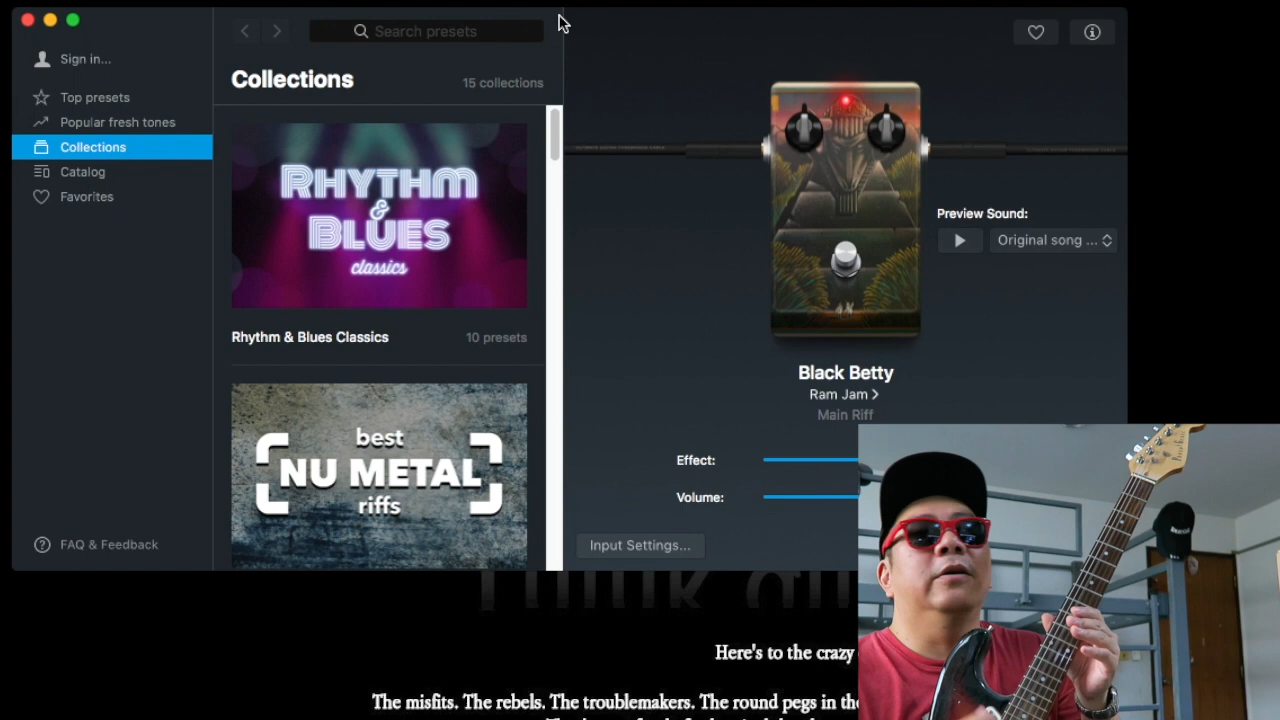 Search presets
Sign in...
Collections
15 collections
Top presets
Popular fresh tones
Collections
Catalog
Favorites
RHYTHM
&
BLUES
classics
Rhythm & Blues Classics
10 presets
best
NU METAL
riffs
FAQ & Feedback
Preview Sound:
Original song ...
Black Betty
Ram Jam
Main Riff
Effect:
Volume:
Input Settings...
Here's to the crazy
The misfits. The rebels. The troublemakers. The round pegs in the